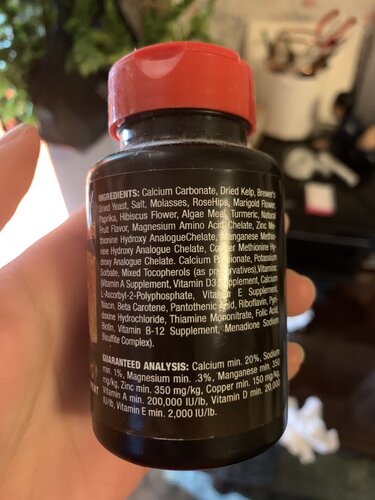 INGREDIENTS: Calcium Carbonate, Dried Kelp, Brewer's
Dried Yeast, Salt, Molasses, RoseHips, Marigold Flower,
Paprika, Hibiscus Flower, Algae Meal, Turmeric, Natural
Fruit Flavor, Magnesium Amino Acid Chelate, Zinc Me-
thionine Hydroxy AnalogueChelate, Manganese Methio-
nine Hydroxy Analogue Chelate, Copper Methionine Hy-
droxy Analogue Chelate. Calcium Propionate, Potassium
Sorbate, Mixed Tocopherols (as preservatives),Vitamins:
Vitamin A Supplement, Vitamin D3 Supplement, Calcium
L-Ascorbyl-2-Polyphosphate, Vitamin E Supplement,
Niacin, Beta Carotene, Pantothenic Acid, Riboflavin, Pyri-
doxine Hydrochloride, Thiamine Mononitrate, Folic Acid,
Biotin, Vitamin B-12 Supplement, Menadione Sodium
Bisulfite Complex).
GUARANTEED ANALYSIS: Calcium min. 20%, Sodium
min. 1%, Magnesium min. .3%, Manganese min. 350
mg/kg, Zinc min. 350 mg/kg, Copper min. 150 mg/kg,
Vitamin A min. 200,000 IU/lb, Vitamin D min. 20,000
IU/lb, Vitamin E min. 2,000 IU/lb.